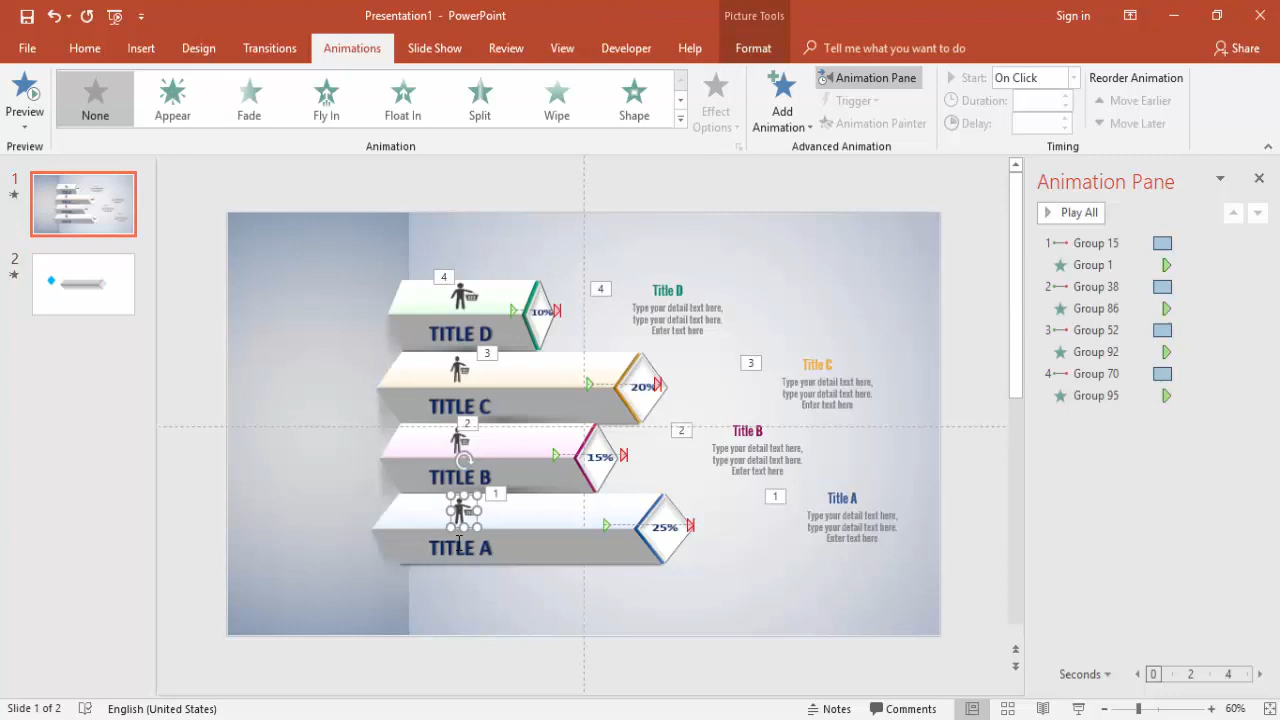 Presentation1 - PowerPoint
Picture Tools
Sign in
File
Home
Insert
Design
Transitions
Animations
Slide Show
Review
View
Developer
Help
Format
Tell me what you want to do
Share
Preview
None
Appear
Fade
Fly In
Float In
Split
Wipe
Shape
Effect
Options
Add
Animation
Animation Pane
Trigger
Animation Painter
Start:
On Click
Duration:
Delay:
Reorder Animation
Move Earlier
Move Later
Preview
Animation
Advanced Animation
Timing
1
2
4
10%
TITLE D
4
Title D
Type your detail text here,
type your detail text here.
Enter text here
3
20%
TITLE C
3
Title C
Type your detail text here,
type your detail text here.
Enter text here
2
15%
TITLE B
2
Title B
Type your detail text here,
type your detail text here.
Enter text here
1
25%
TITLE A
1
Title A
Type your detail text here,
type your detail text here.
Enter text here
Animation Pane
Play All
1 Group 15
Group 1
2 Group 38
Group 86
3 Group 52
Group 92
4 Group 70
Group 95
Seconds
0 2 4
Slide 1 of 2
English (United States)
Notes
Comments
60%